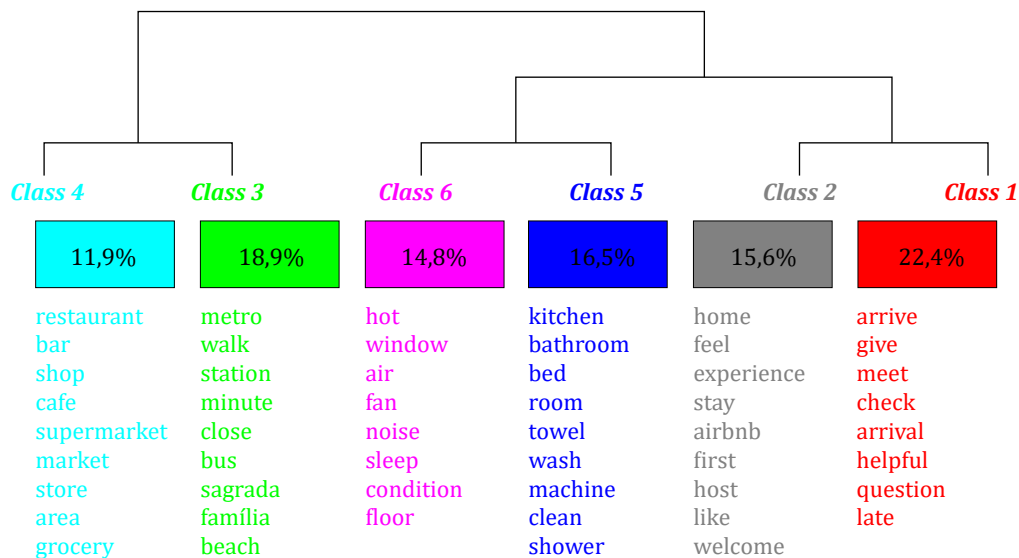 Class 4 Class 3 Class 6 Class 5 Class 2 Class 1
11,9% 18,9% 14,8% 16,5% 15,6% 22,4%
restaurant metro hot kitchen home arrive
bar walk window bathroom feel give
shop station air bed experience meet
cafe minute fan room stay check
supermarket close noise towel airbnb arrival
market bus sleep wash first helpful
store sagrada condition machine host question
area família floor clean like late
grocery beach shower welcome